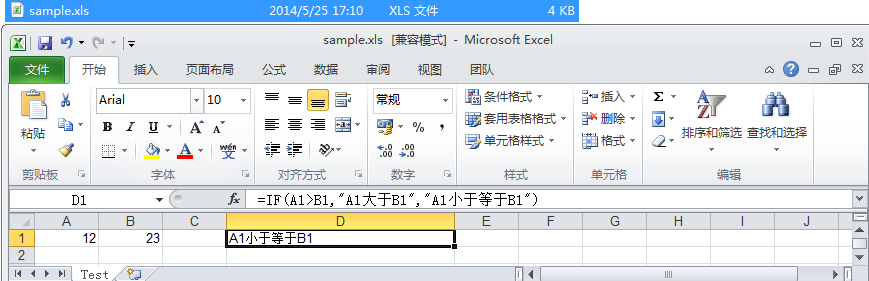 sample.xls 2014/5/25 17:10 XLS 文件 4 KB
sample.xls [兼容模式] - Microsoft Excel
文件 开始 插入 页面布局 公式 数据 审阅 视图 团队
粘贴 Arial 10 常规 条件格式 插入 Σ
B I U A A % , 套用表格格式 删除 排序和筛选 查找和选择
A wén 文 .0 .00 .00 .0 单元格样式 格式 A Z
剪贴板 字体 对齐方式 数字 样式 单元格 编辑
D1 fx =IF(A1>B1,"A1大于B1","A1小于等于B1")
A B C D E F G H I J
1 12 23 A1小于等于B1
2
Test